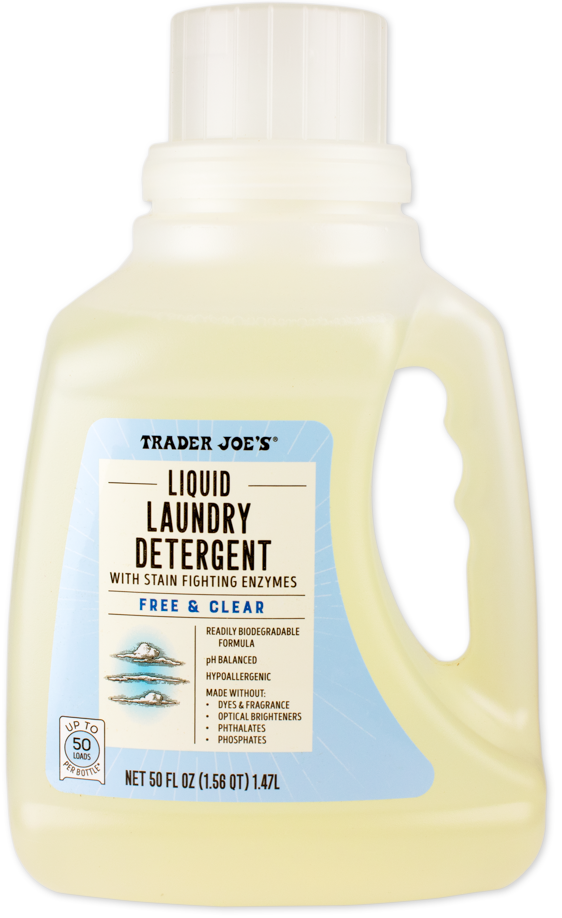 TRADER JOE'S®
LIQUID
LAUNDRY
DETERGENT
WITH STAIN FIGHTING ENZYMES
FREE & CLEAR
READILY BIODEGRADABLE
FORMULA
pH BALANCED
HYPOALLERGENIC
MADE WITHOUT:
• DYES & FRAGRANCE
• OPTICAL BRIGHTENERS
• PHTHALATES
• PHOSPHATES
UP TO
50
LOADS
PER BOTTLE*
NET 50 FL OZ (1.56 QT) 1.47L